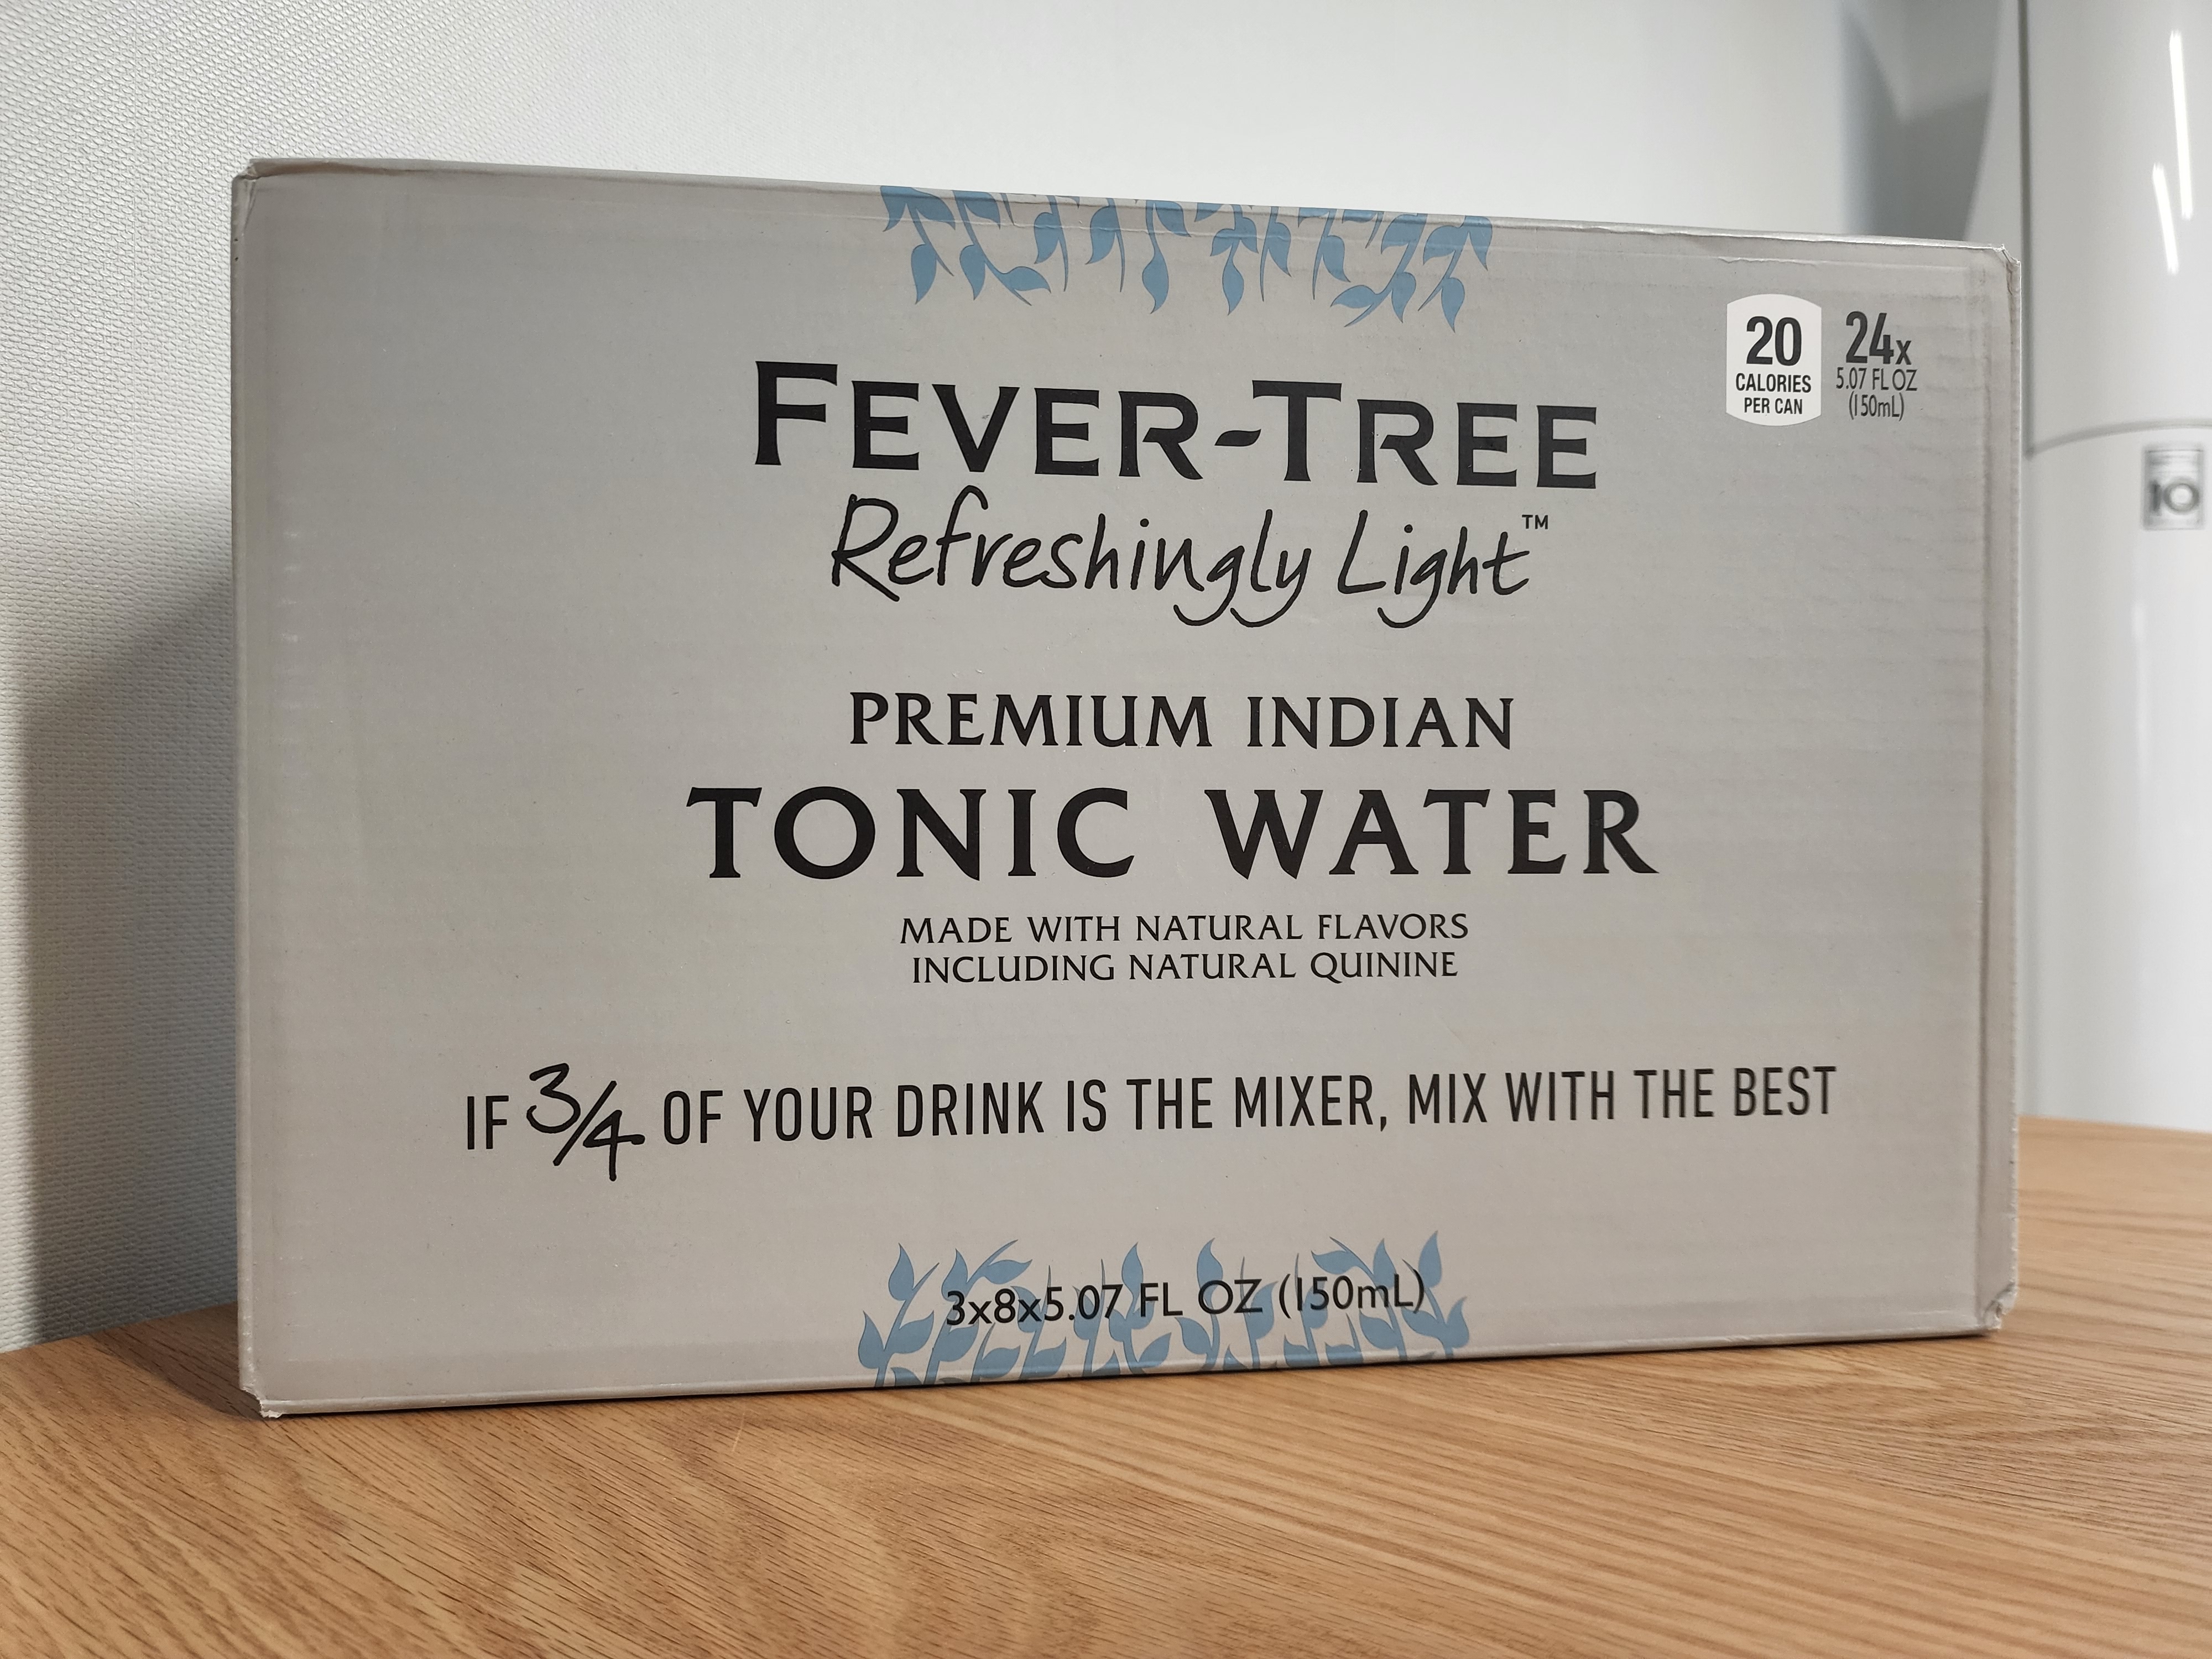 FEVER-TREE
Refreshingly Light™
20
CALORIES
PER CAN
24x
5.07 FL OZ
(150mL)
PREMIUM INDIAN
TONIC WATER
MADE WITH NATURAL FLAVORS
INCLUDING NATURAL QUININE
IF 3/4 OF YOUR DRINK IS THE MIXER, MIX WITH THE BEST
3x8x5.07 FL OZ (150mL)
10